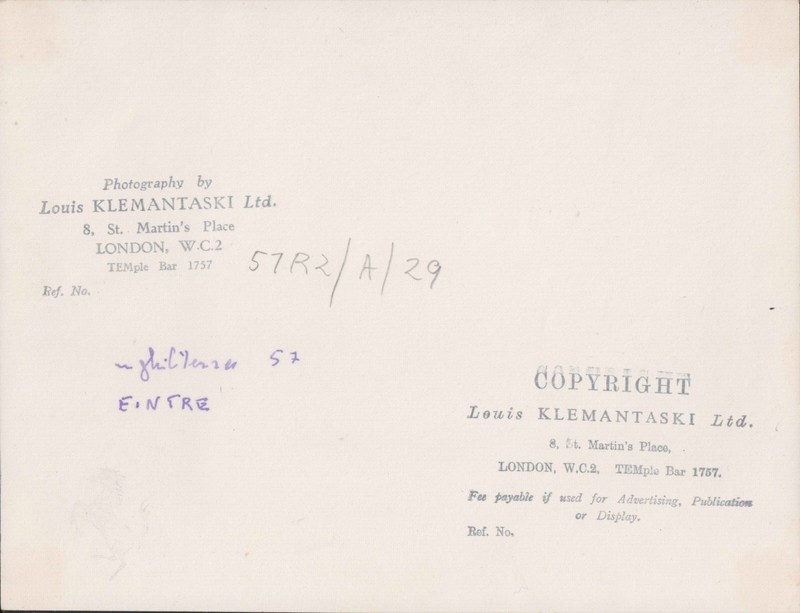 Photography by
Louis KLEMANTASKI Ltd.
8, St. Martin's Place
LONDON, W.C.2
TEMple Bar 1757
Ref. No.
57R2/A/29
57
COPYRIGHT
Louis KLEMANTASKI Ltd.
8, St. Martin's Place,
LONDON, W.C.2. TEMple Bar 1757.
Fee payable if used for Advertising, Publication
or Display.
Ref. No.